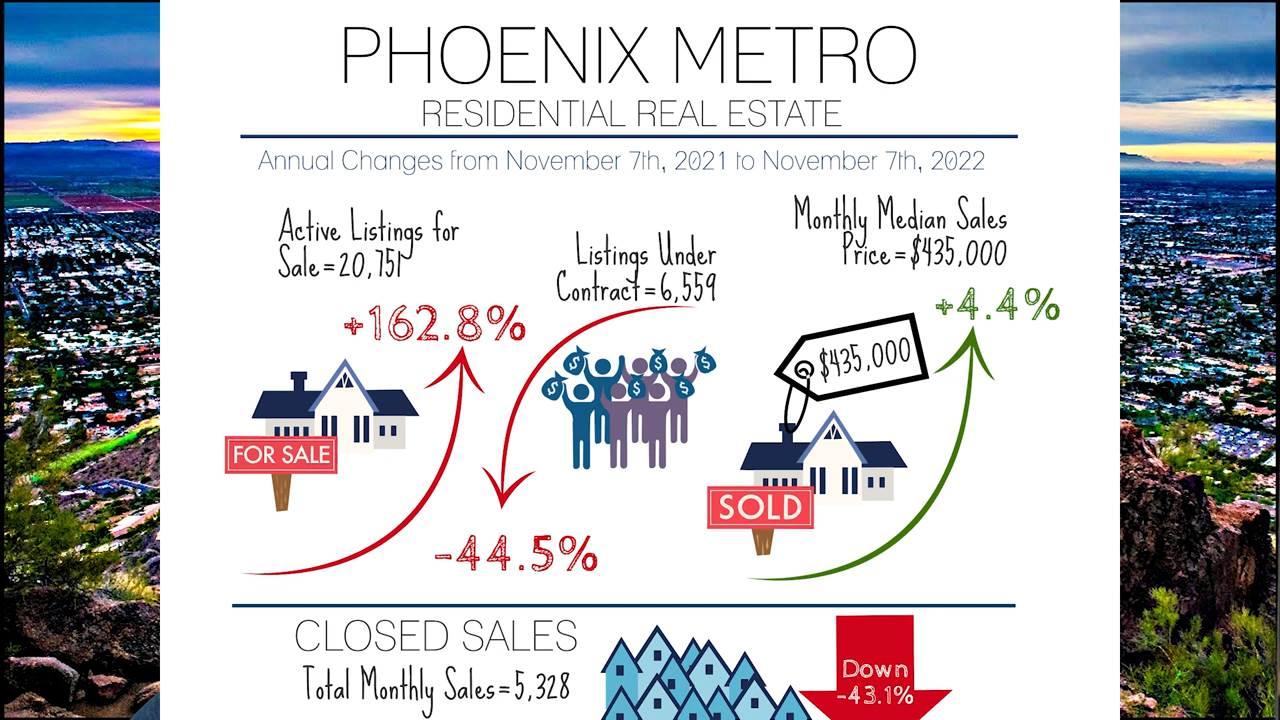 PHOENIX METRO
RESIDENTIAL REAL ESTATE
Annual Changes from November 7th, 2021 to November 7th, 2022
Active Listings for
Sale=20,751
+162.8%
FOR SALE
Listings Under
Contract=6,559
$
$
$
$
$
-44.5%
Monthly Median Sales
Price=$435,000
+4.4%
$435,000
SOLD
CLOSED SALES
Total Monthly Sales=5,328
Down
-43.1%